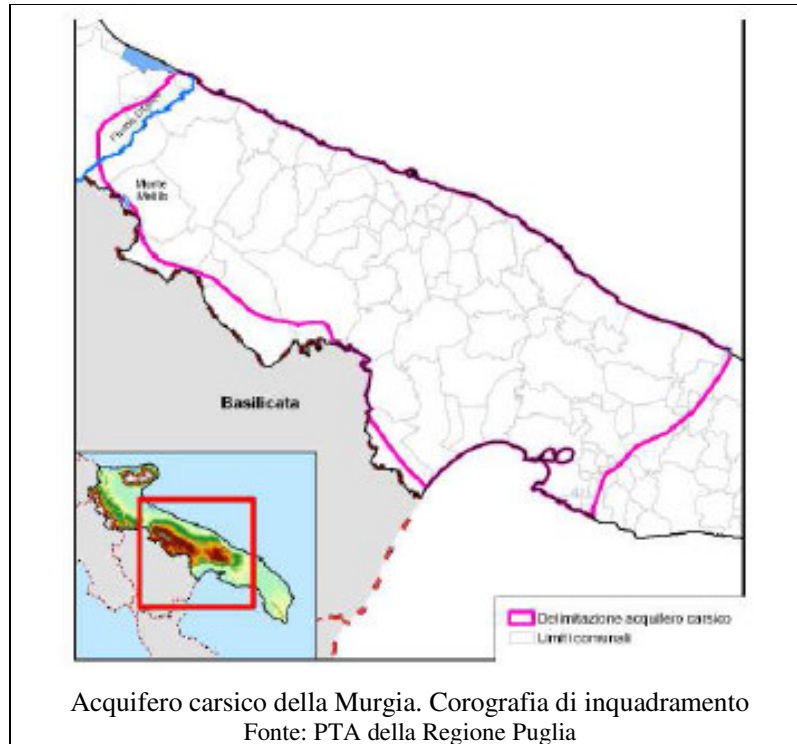 Fiume Ofanto
Monte
Melillo
Basilicata
Delimitazione acquifero carsico
Limiti comunali
Acquifero carsico della Murgia. Corografia di inquadramento
Fonte: PTA della Regione Puglia